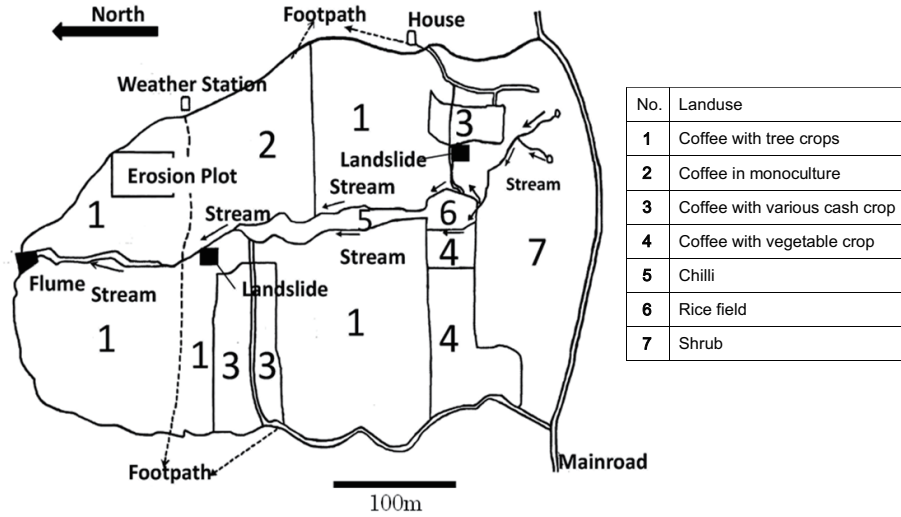 North
Footpath
House
Weather Station
1
3
2
Landslide
Erosion Plot
Stream
Stream
1
Stream
6
5
Stream
4
7
Flume
Stream
Landslide
1
1
3
3
1
4
Footpath
Mainroad
100m
No. Landuse
1 Coffee with tree crops
2 Coffee in monoculture
3 Coffee with various cash crop
4 Coffee with vegetable crop
5 Chilli
6 Rice field
7 Shrub